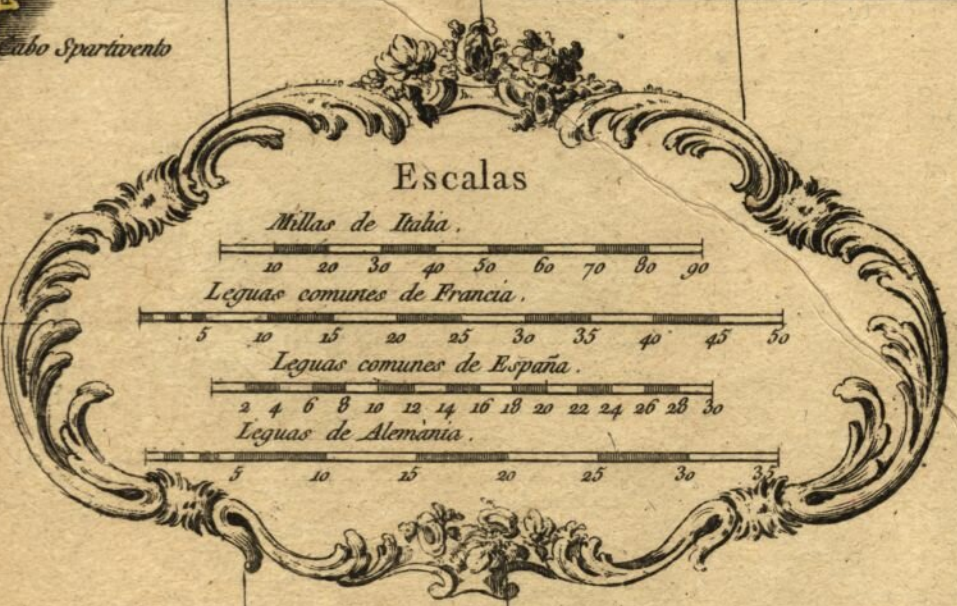 Cabo Spartivento
Escalas
Millas de Italia.
10 20 30 40 50 60 70 80 90
Leguas comunes de Francia.
5 10 15 20 25 30 35 40 45 50
Leguas comunes de España.
2 4 6 8 10 12 14 16 18 20 22 24 26 28 30
Leguas de Alemània.
5 10 15 20 25 30 35